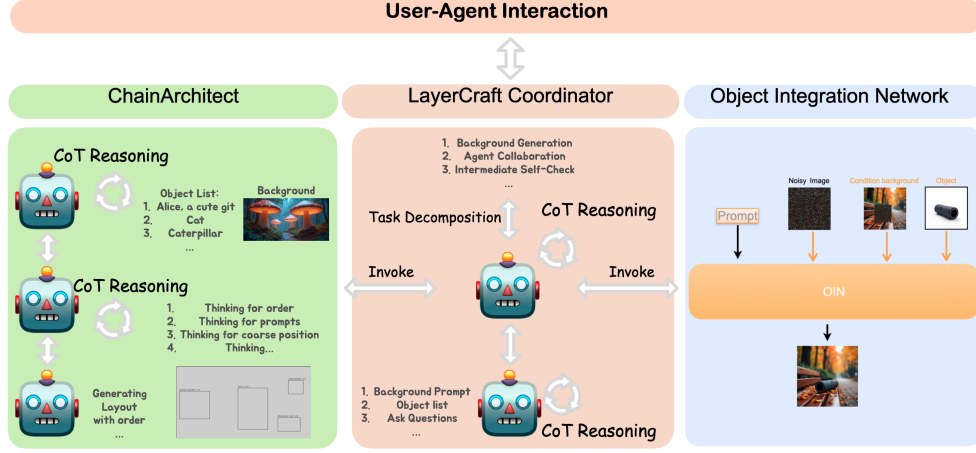 User-Agent Interaction
ChainArchitect
CoT Reasoning
Object List:
1. Alice, a cute git
2. Cat
3. Caterpillar
...
Background
CoT Reasoning
1. Thinking for order
2. Thinking for prompts
3. Thinking for coarse position
4. Thinking...
Generating
Layout
with order
...
LayerCraft Coordinator
1. Background Generation
2. Agent Collaboration
3. Intermediate Self-Check
...
Task Decomposition
CoT Reasoning
Invoke
Invoke
1. Background Prompt
2. Object list
3. Ask Questions
...
CoT Reasoning
Object Integration Network
Prompt
Noisy Image
Condition background
Object
OIN